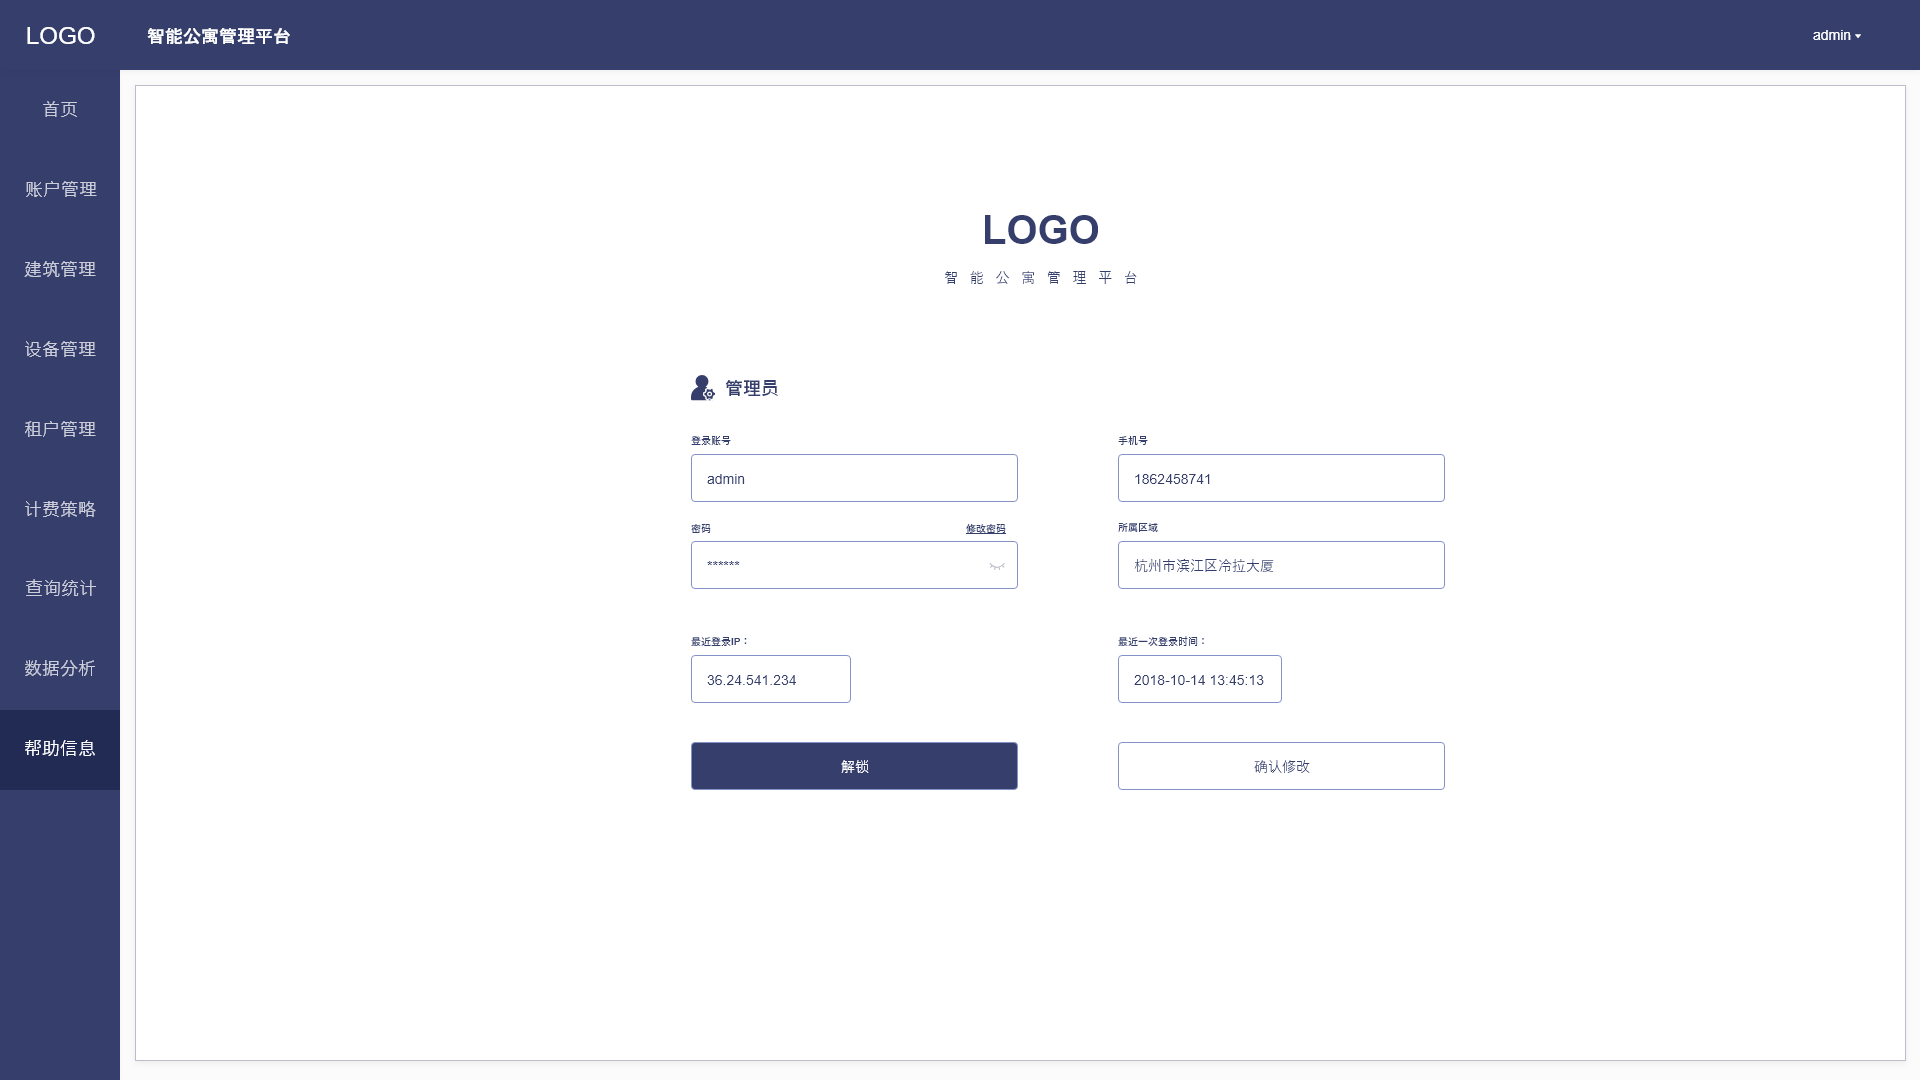 LOGO
智能公寓管理平台
admin
首页
账户管理
建筑管理
设备管理
租户管理
计费策略
查询统计
数据分析
帮助信息
LOGO
智能公寓管理平台
管理员
登录账号
admin
手机号
1862458741
密码
修改密码
******
所属区域
杭州市滨江区冷拉大厦
最近登录IP：
36.24.541.234
最近一次登录时间：
2018-10-14 13:45:13
解锁
确认修改